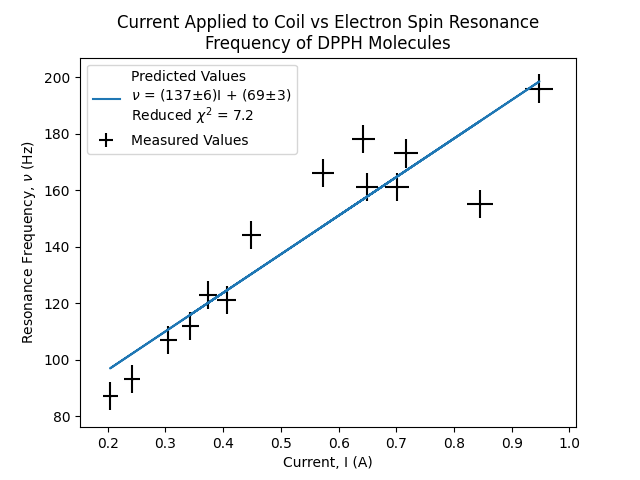 Current Applied to Coil vs Electron Spin Resonance
Frequency of DPPH Molecules
Predicted Values
ν = (137±6)I + (69±3)
Reduced χ² = 7.2
Measured Values
200
180
160
140
120
100
80
Resonance Frequency, ν (Hz)
0.2 0.3 0.4 0.5 0.6 0.7 0.8 0.9 1.0
Current, I (A)